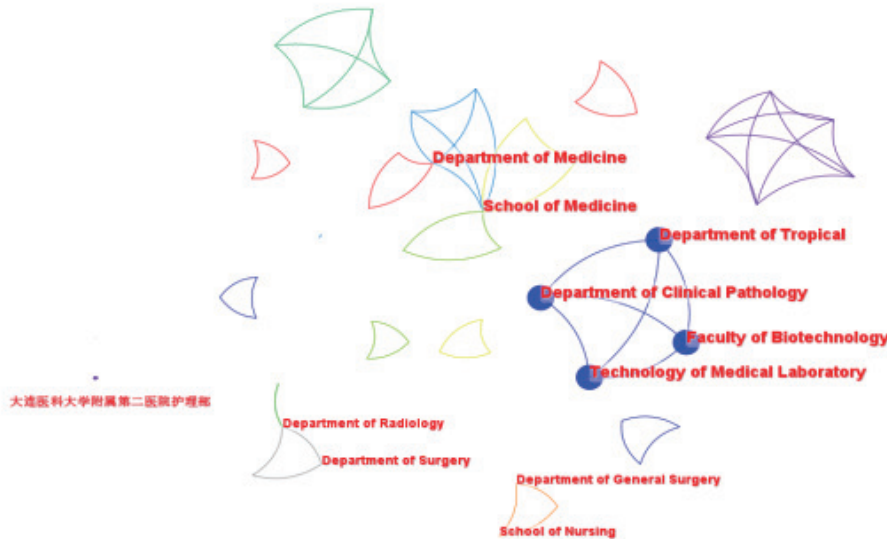 Department of Medicine
School of Medicine
Department of Tropical
Department of Clinical Pathology
Faculty of Biotechnology
Technology of Medical Laboratory
大连医科大学附属第二医院护理部
Department of Radiology
Department of Surgery
Department of General Surgery
School of Nursing